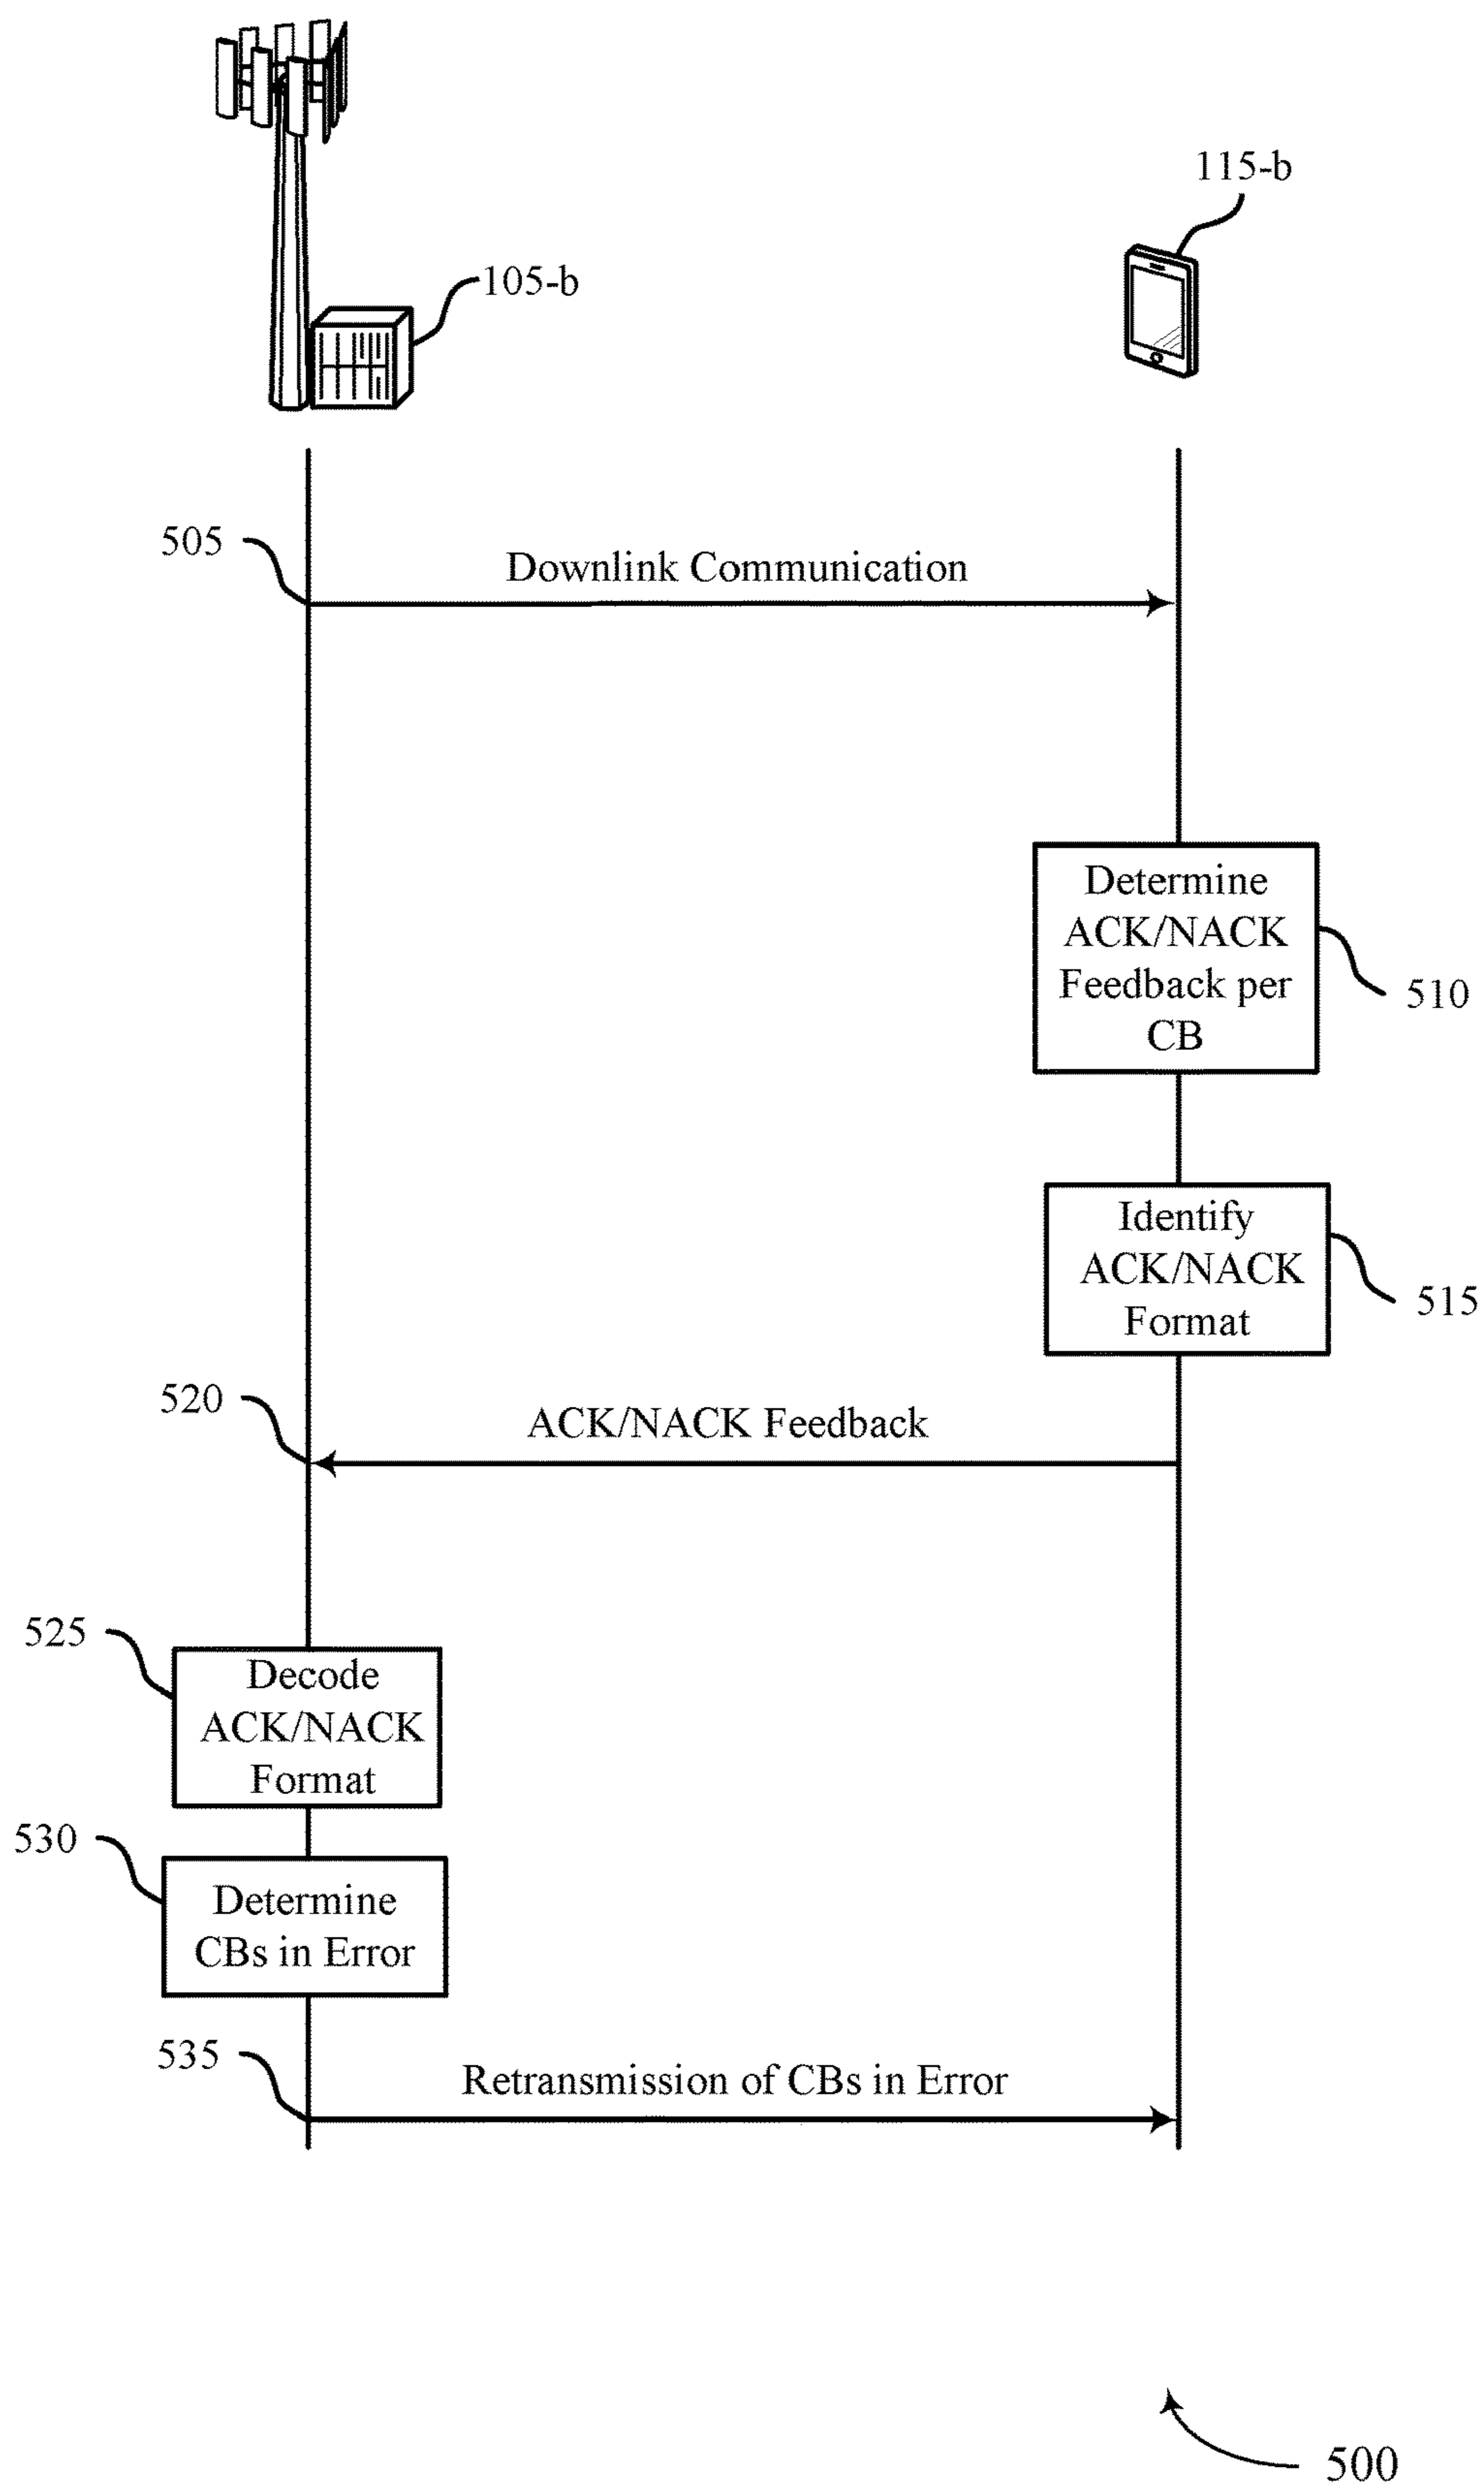 115-b
105-b
505
Downlink Communication
Determine
ACK/NACK
Feedback per
CB
510
Identify
ACK/NACK
Format
515
520
ACK/NACK Feedback
525
Decode
ACK/NACK
Format
530
Determine
CBs in Error
535
Retransmission of CBs in Error
500